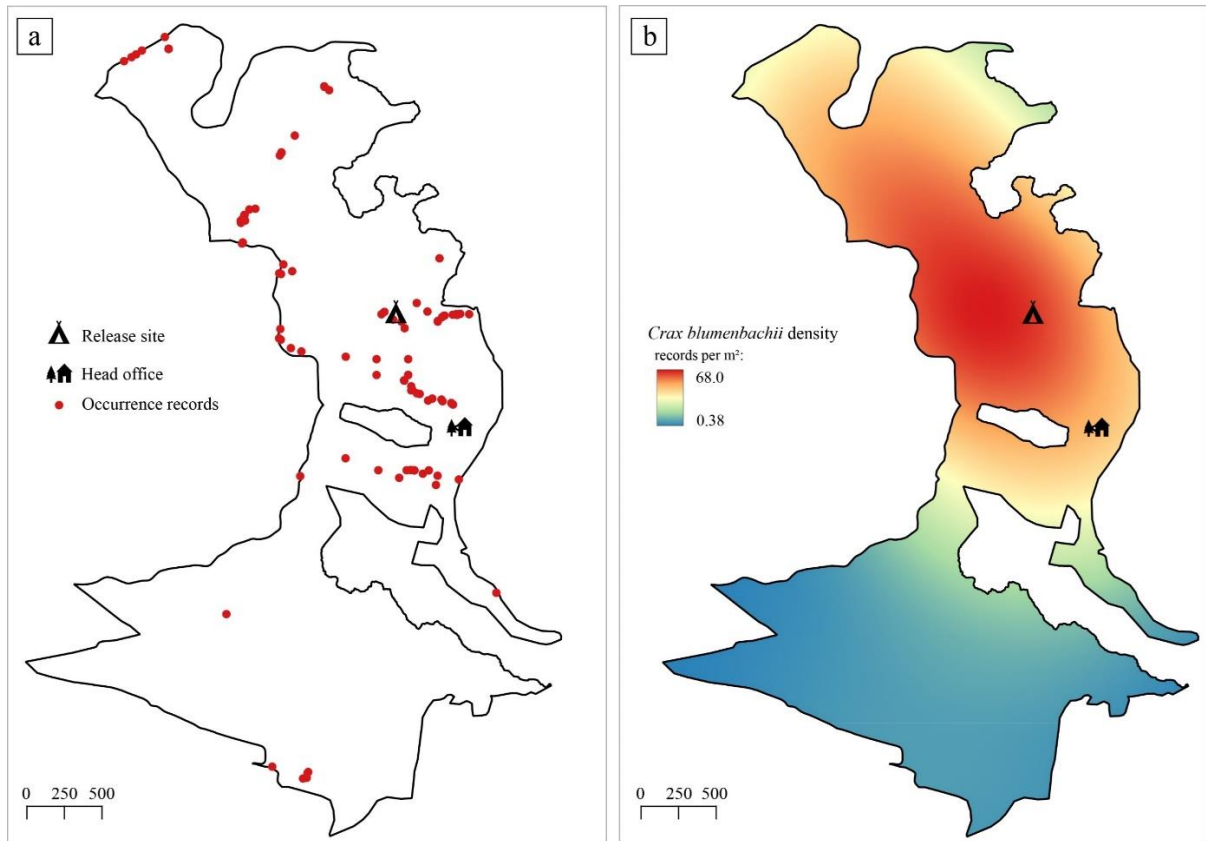 a
Release site
Head office
Occurrence records
0 250 500
b
Crax blumenbachii density
records per m²:
68.0
0.38
0 250 500